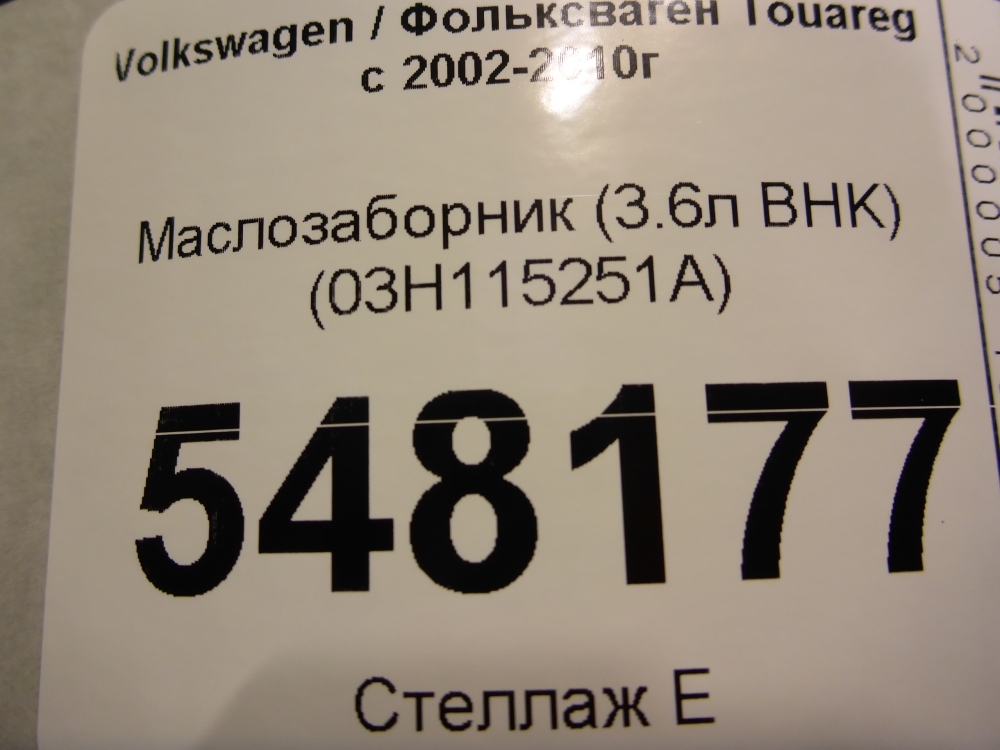 Volkswagen / Фольксваген Touareg
с 2002-2010г
Маслозаборник (3.6л BHK)
(03H115251A)
548177
Стеллаж E